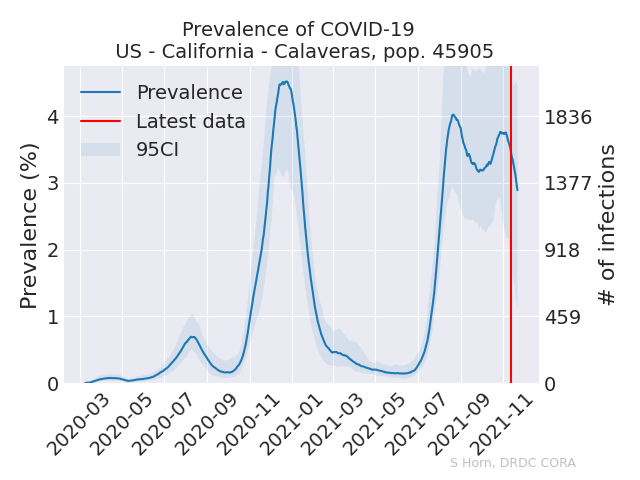 Prevalence of COVID-19
US - California - Calaveras, pop. 45905
Prevalence
Latest data
95CI
Prevalence (%)
4
3
2
1
0
1836
1377
918
459
0
# of infections
2020-03
2020-05
2020-07
2020-09
2020-11
2021-01
2021-03
2021-05
2021-07
2021-09
2021-11
S Horn, DRDC CORA